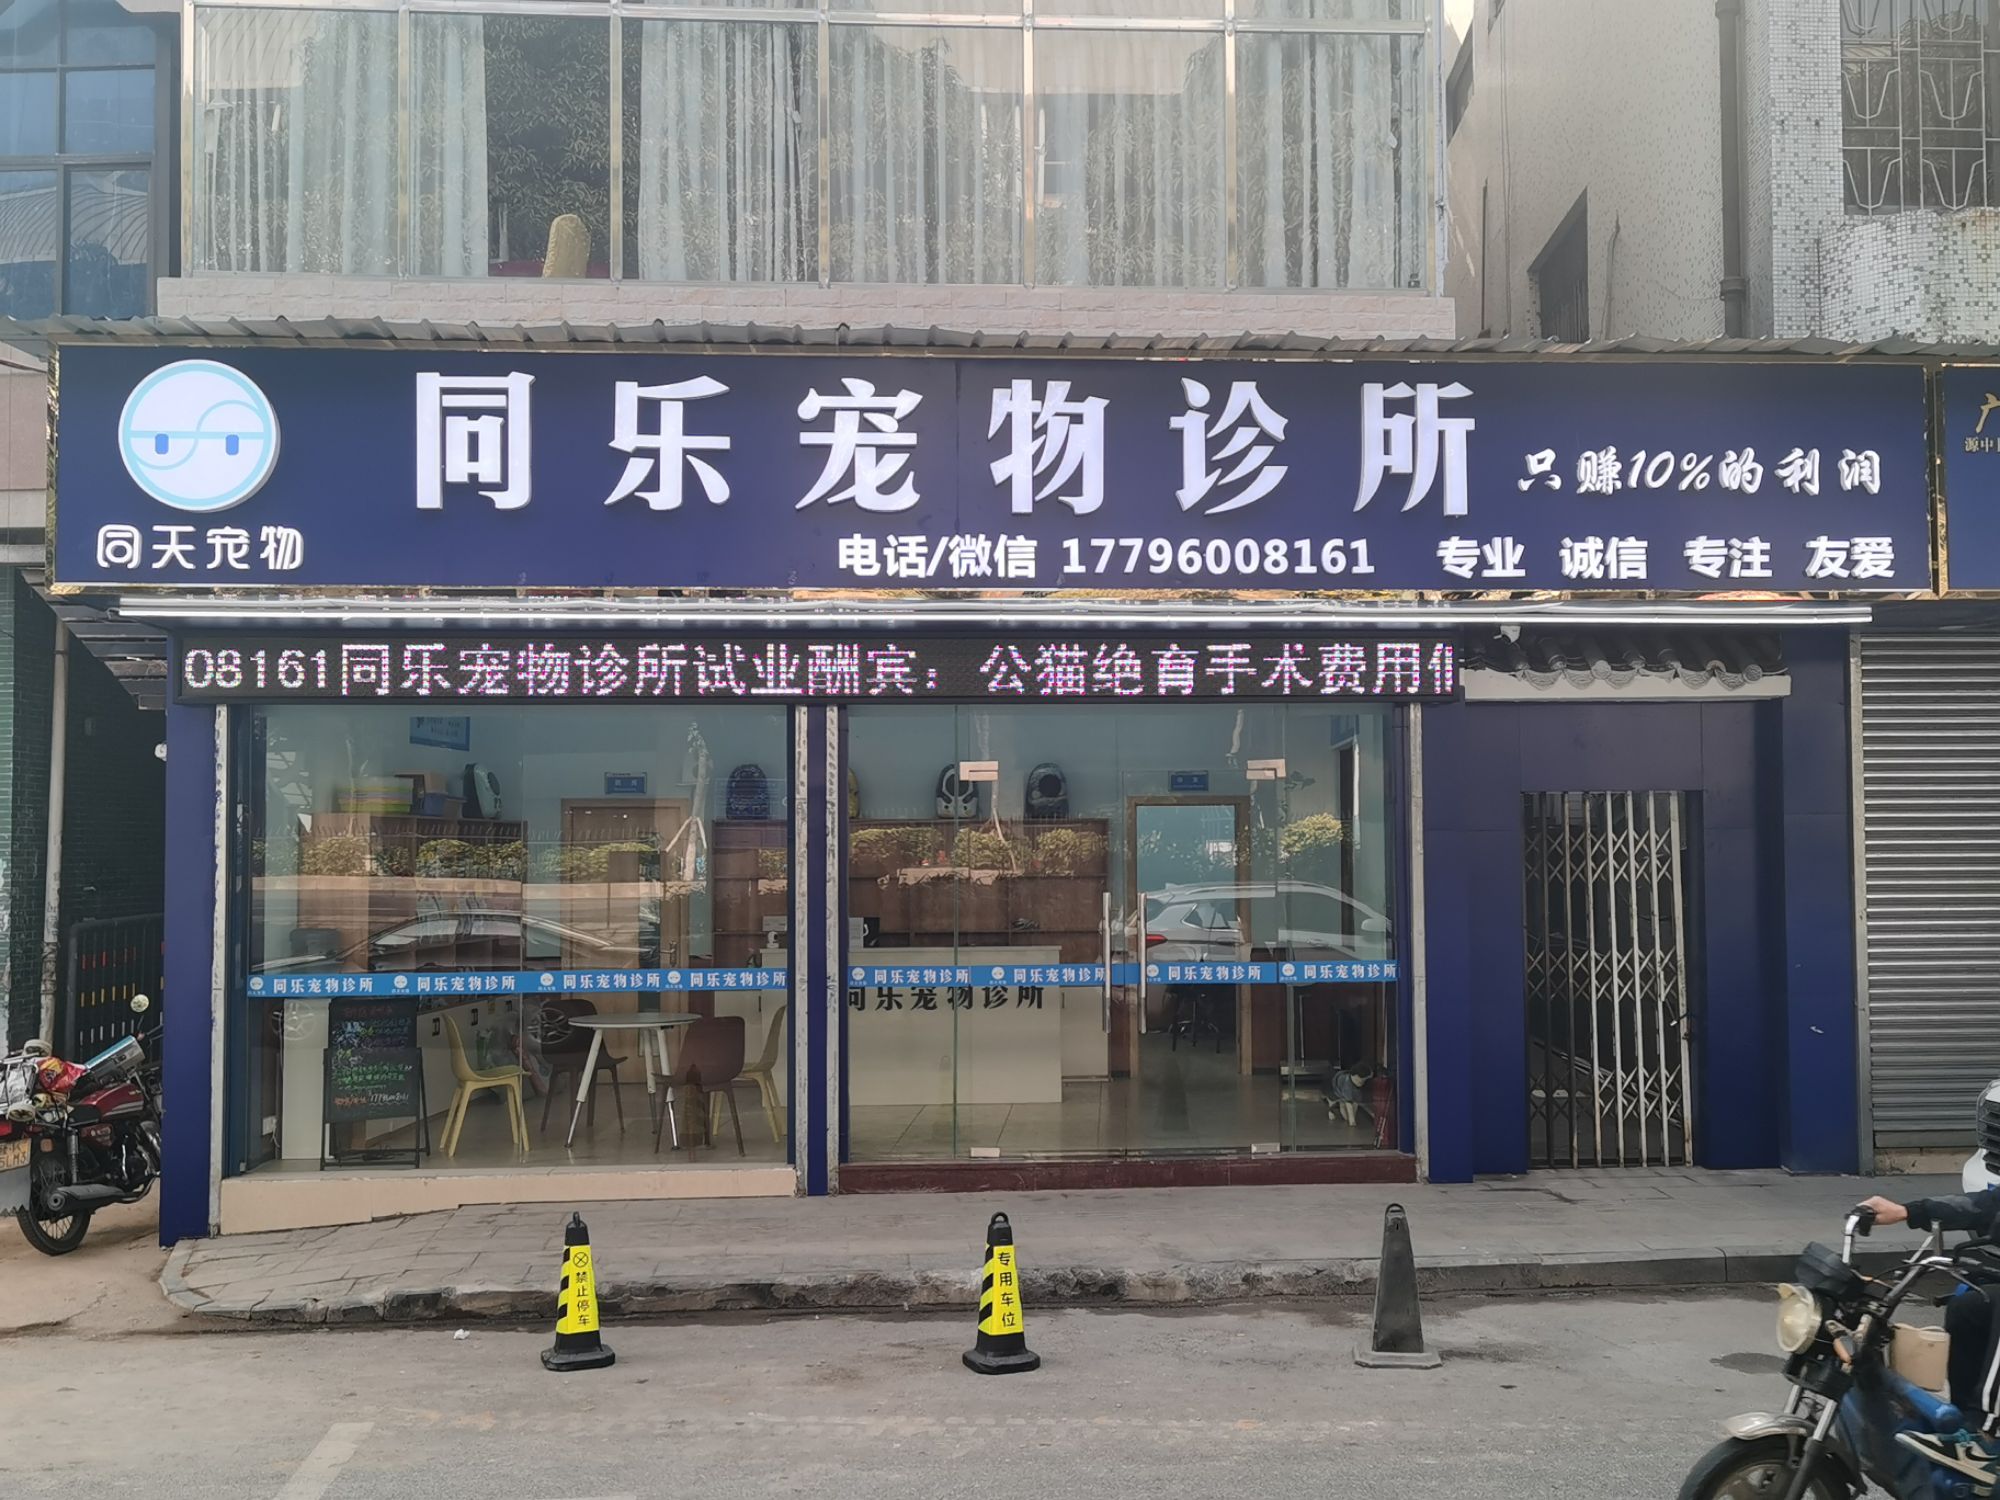 同乐宠物诊所
只赚10%的利润
同天宠物
电话/微信 17796008161 专业 诚信 专注 友爱
广
源中
08161同乐宠物诊所试业酬宾：公猫绝育手术费用
同乐宠物诊所 同乐宠物诊所 同乐宠物诊所 同乐宠物诊所 同乐宠物诊所 同乐宠物诊所 同乐宠物诊所 同乐宠物诊所
同乐宠物诊所
禁止停车
专用车位